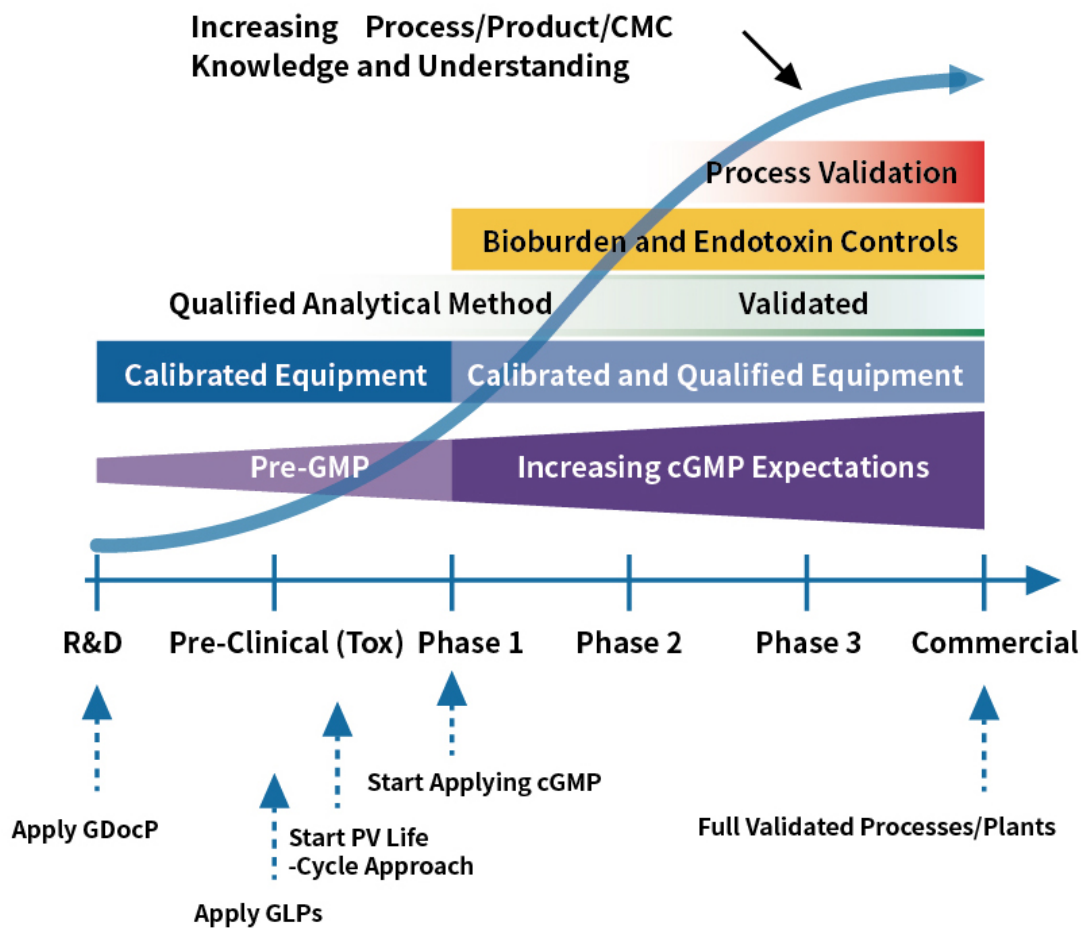 Increasing Process/Product/CMC
Knowledge and Understanding
Process Validation
Bioburden and Endotoxin Controls
Qualified Analytical Method
Validated
Calibrated Equipment
Calibrated and Qualified Equipment
Pre-GMP
Increasing cGMP Expectations
R&D
Pre-Clinical (Tox)
Phase 1
Phase 2
Phase 3
Commercial
Start Applying cGMP
Apply GDocP
Start PV Life
-Cycle Approach
Full Validated Processes/Plants
Apply GLPs